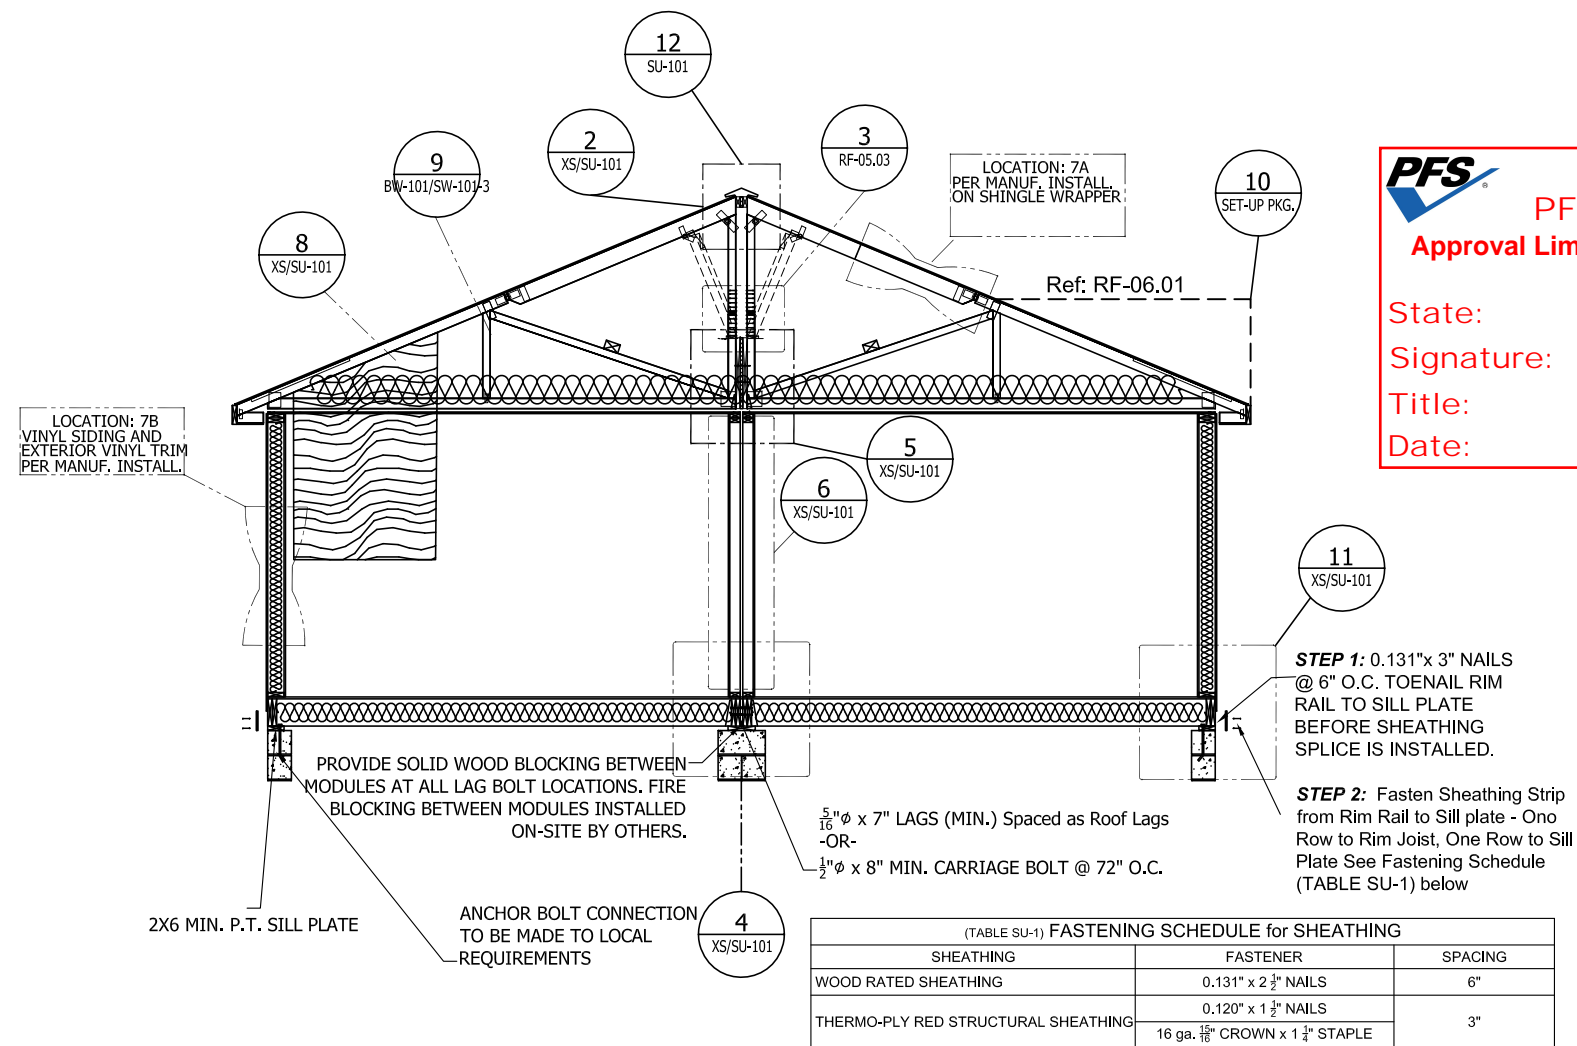 12
SU-101
2
XS/SU-101
3
RF-05.03
9
BW-101/SW-101-3
LOCATION: 7A
PER MANUF. INSTALL.
ON SHINGLE WRAPPER
10
SET-UP PKG.
8
XS/SU-101
Ref: RF-06.01
PFS
®
PF
Approval Lim
State:
Signature:
Title:
Date:
LOCATION: 7B
VINYL SIDING AND
EXTERIOR VINYL TRIM
PER MANUF. INSTALL.
5
XS/SU-101
6
XS/SU-101
11
XS/SU-101
STEP 1: 0.131"x 3" NAILS
@ 6" O.C. TOENAIL RIM
RAIL TO SILL PLATE
BEFORE SHEATHING
SPLICE IS INSTALLED.
PROVIDE SOLID WOOD BLOCKING BETWEEN
MODULES AT ALL LAG BOLT LOCATIONS. FIRE
BLOCKING BETWEEN MODULES INSTALLED
ON-SITE BY OTHERS.
STEP 2: Fasten Sheathing Strip
from Rim Rail to Sill plate - Ono
Row to Rim Joist, One Row to Sill
Plate See Fastening Schedule
(TABLE SU-1) below
5/16"ø x 7" LAGS (MIN.) Spaced as Roof Lags
-OR-
1/2"ø x 8" MIN. CARRIAGE BOLT @ 72" O.C.
2X6 MIN. P.T. SILL PLATE
ANCHOR BOLT CONNECTION
TO BE MADE TO LOCAL
REQUIREMENTS
4
XS/SU-101
(TABLE SU-1) FASTENING SCHEDULE for SHEATHING
SHEATHING FASTENER SPACING
WOOD RATED SHEATHING 0.131" x 2 1/2" NAILS 6"
THERMO-PLY RED STRUCTURAL SHEATHING 0.120" x 1 1/2" NAILS 3"
16 ga. 15/16" CROWN x 1 1/4" STAPLE